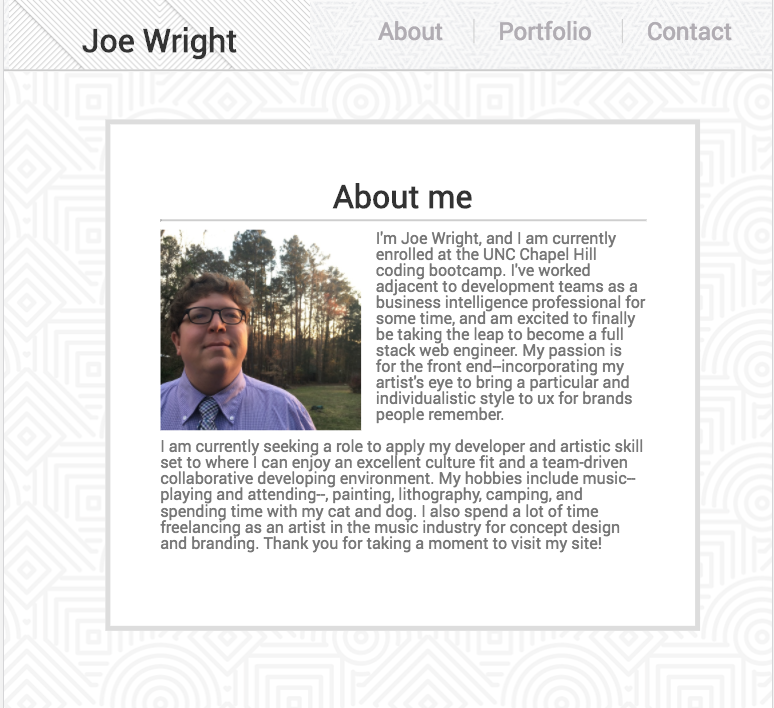 Joe Wright
About
Portfolio
Contact
About me
I'm Joe Wright, and I am currently
enrolled at the UNC Chapel Hill
coding bootcamp. I've worked
adjacent to development teams as a
business intelligence professional for
some time, and am excited to finally
be taking the leap to become a full
stack web engineer. My passion is
for the front end--incorporating my
artist's eye to bring a particular and
individualistic style to ux for brands
people remember.
I am currently seeking a role to apply my developer and artistic skill
set to where I can enjoy an excellent culture fit and a team-driven
collaborative developing environment. My hobbies include music--
playing and attending--, painting, lithography, camping, and
spending time with my cat and dog. I also spend a lot of time
freelancing as an artist in the music industry for concept design
and branding. Thank you for taking a moment to visit my site!